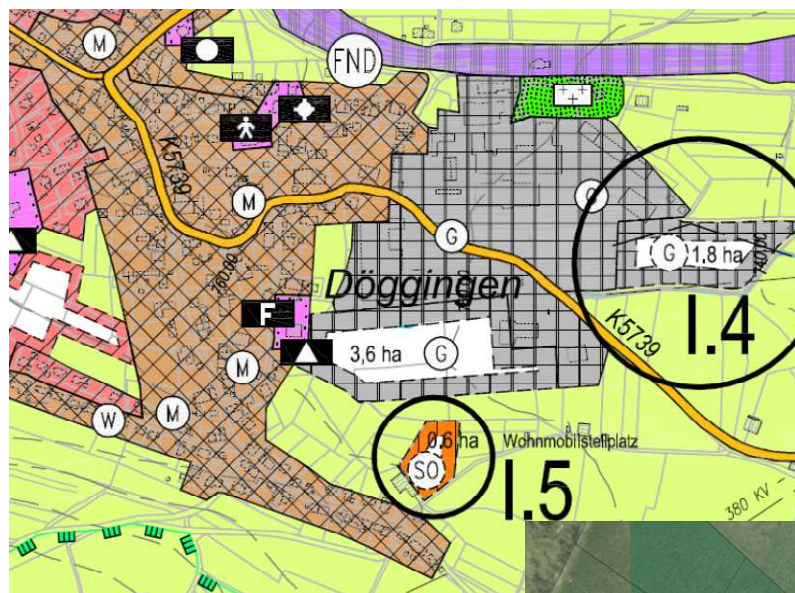 M
FND
M
G
K5739
G
G
1,8 ha
Döggingen
I.4
F
3,6 ha
G
K5739
M
M
W
0,6 ha
Wohnmobilstellplatz
SO
I.5
380 KV